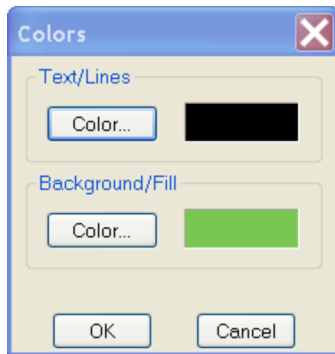 Colors
Text/Lines
Color...
Background/Fill
Color...
OK Cancel